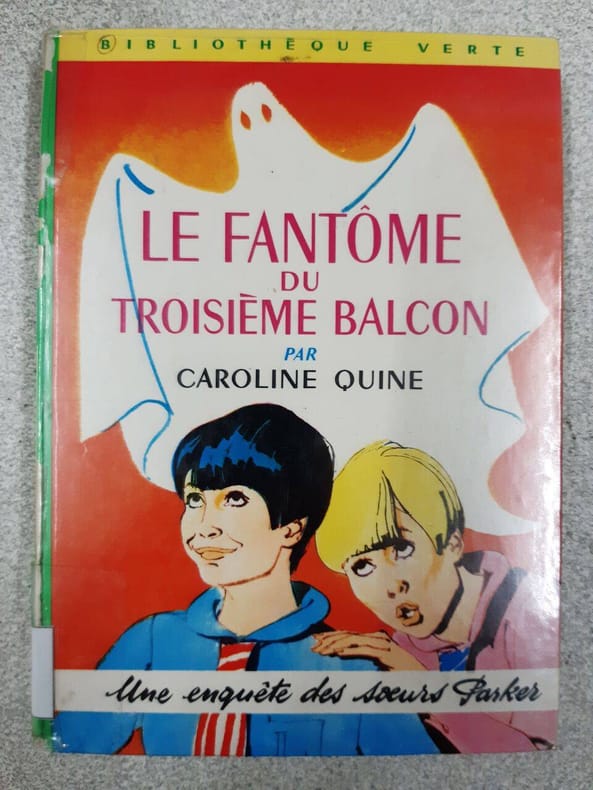 BIBLIOTHÈQUE VERTE
LE FANTÔME
DU
TROISIÈME BALCON
PAR
CAROLINE QUINE
Une enquête des sœurs Parker